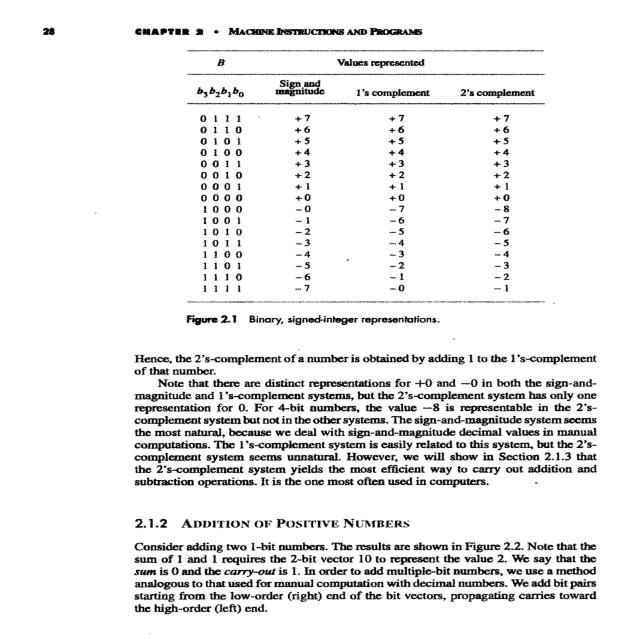 28 CHAPTER 2 • MACHINE INSTRUCTIONS AND PROGRAMS
B Values represented
b3b2b1b0 Sign and magnitude 1's complement 2's complement
0 1 1 1 +7 +7 +7
0 1 1 0 +6 +6 +6
0 1 0 1 +5 +5 +5
0 1 0 0 +4 +4 +4
0 0 1 1 +3 +3 +3
0 0 1 0 +2 +2 +2
0 0 0 1 +1 +1 +1
0 0 0 0 +0 +0 +0
1 0 0 0 −0 −7 −8
1 0 0 1 −1 −6 −7
1 0 1 0 −2 −5 −6
1 0 1 1 −3 −4 −5
1 1 0 0 −4 −3 −4
1 1 0 1 −5 −2 −3
1 1 1 0 −6 −1 −2
1 1 1 1 −7 −0 −1
Figure 2.1 Binary, signed-integer representations.
Hence, the 2's-complement of a number is obtained by adding 1 to the 1's-complement
of that number.
Note that there are distinct representations for +0 and −0 in both the sign-and-
magnitude and 1's-complement systems, but the 2's-complement system has only one
representation for 0. For 4-bit numbers, the value −8 is representable in the 2's-
complement system but not in the other systems. The sign-and-magnitude system seems
the most natural, because we deal with sign-and-magnitude decimal values in manual
computations. The 1's-complement system is easily related to this system, but the 2's-
complement system seems unnatural. However, we will show in Section 2.1.3 that
the 2's-complement system yields the most efficient way to carry out addition and
subtraction operations. It is the one most often used in computers.
2.1.2 ADDITION OF POSITIVE NUMBERS
Consider adding two 1-bit numbers. The results are shown in Figure 2.2. Note that the
sum of 1 and 1 requires the 2-bit vector 10 to represent the value 2. We say that the
sum is 0 and the carry-out is 1. In order to add multiple-bit numbers, we use a method
analogous to that used for manual computation with decimal numbers. We add bit pairs
starting from the low-order (right) end of the bit vectors, propagating carries toward
the high-order (left) end.